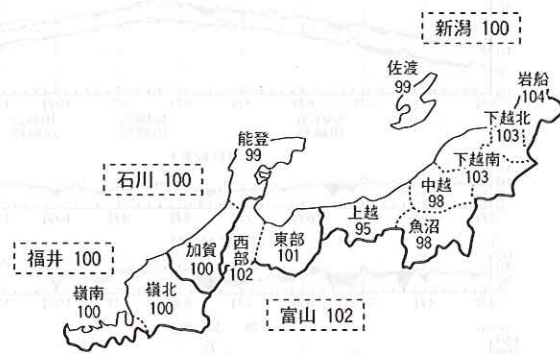 新潟 100
佐渡
99
岩船
104
下越北
103
下越南
103
中越
98
魚沼
98
上越
95
能登
99
石川 100
加賀
100
西部
102
東部
101
富山 102
福井 100
嶺南
100
嶺北
100